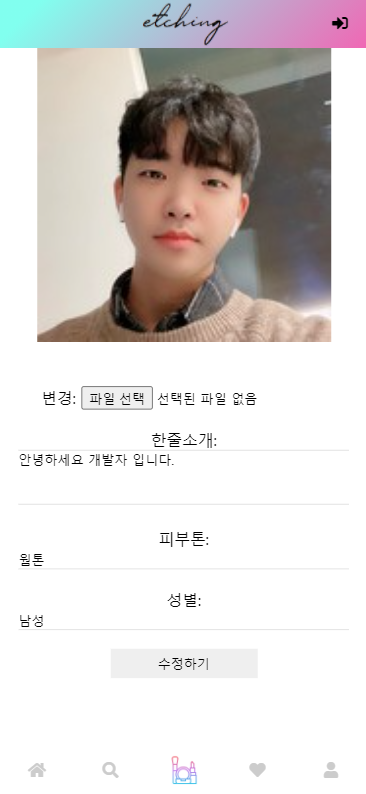 etching
변경: 파일 선택 선택된 파일 없음
한줄소개:
안녕하세요 개발자 입니다.
피부톤:
월톤
성별:
남성
수정하기